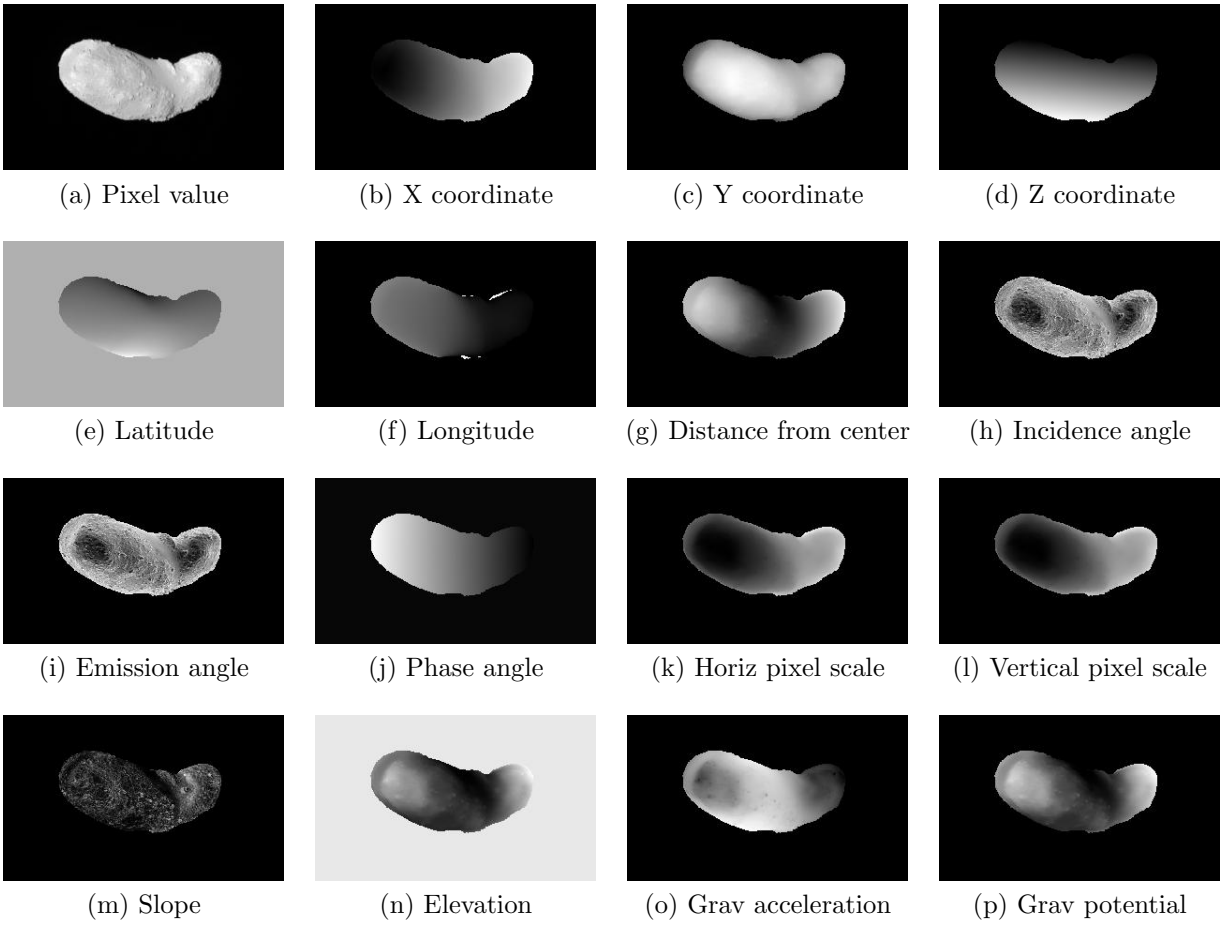 (a) Pixel value
(b) X coordinate
(c) Y coordinate
(d) Z coordinate
(e) Latitude
(f) Longitude
(g) Distance from center
(h) Incidence angle
(i) Emission angle
(j) Phase angle
(k) Horiz pixel scale
(l) Vertical pixel scale
(m) Slope
(n) Elevation
(o) Grav acceleration
(p) Grav potential